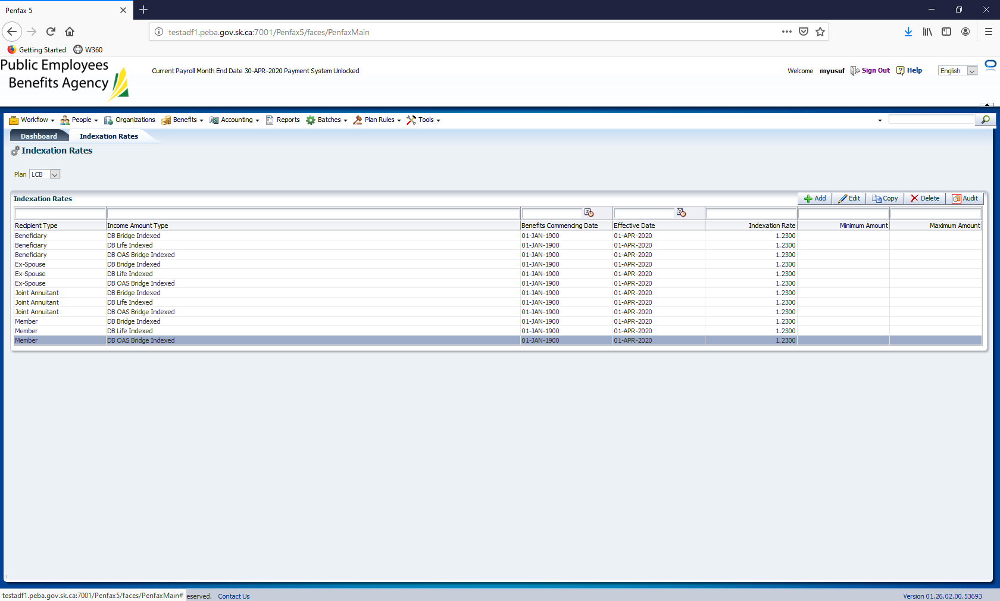 Penfax 5
testadf1.peba.gov.sk.ca:7001/Penfax5/faces/PenfaxMain
Getting Started W360
Public Employees
Benefits Agency
Current Payroll Month End Date 30-APR-2020 Payment System Unlocked
Welcome myusuf Sign Out Help English
Workflow People Organizations Benefits Accounting Reports Batches Plan Rules Tools
Dashboard Indexation Rates
Indexation Rates
Plan LCB
Indexation Rates Add Edit Copy Delete Audit
Recipient Type Income Amount Type Benefits Commencing Date Effective Date Indexation Rate Minimum Amount Maximum Amount
Beneficiary DB Bridge Indexed 01-JAN-1900 01-APR-2020 1.2300
Beneficiary DB Life Indexed 01-JAN-1900 01-APR-2020 1.2300
Beneficiary DB OAS Bridge Indexed 01-JAN-1900 01-APR-2020 1.2300
Ex-Spouse DB Bridge Indexed 01-JAN-1900 01-APR-2020 1.2300
Ex-Spouse DB Life Indexed 01-JAN-1900 01-APR-2020 1.2300
Ex-Spouse DB OAS Bridge Indexed 01-JAN-1900 01-APR-2020 1.2300
Joint Annuitant DB Bridge Indexed 01-JAN-1900 01-APR-2020 1.2300
Joint Annuitant DB Life Indexed 01-JAN-1900 01-APR-2020 1.2300
Joint Annuitant DB OAS Bridge Indexed 01-JAN-1900 01-APR-2020 1.2300
Member DB Bridge Indexed 01-JAN-1900 01-APR-2020 1.2300
Member DB Life Indexed 01-JAN-1900 01-APR-2020 1.2300
Member DB OAS Bridge Indexed 01-JAN-1900 01-APR-2020 1.2300
testadf1.peba.gov.sk.ca:7001/Penfax5/faces/PenfaxMain# eserved. Contact Us Version 01.26.02.00.53693